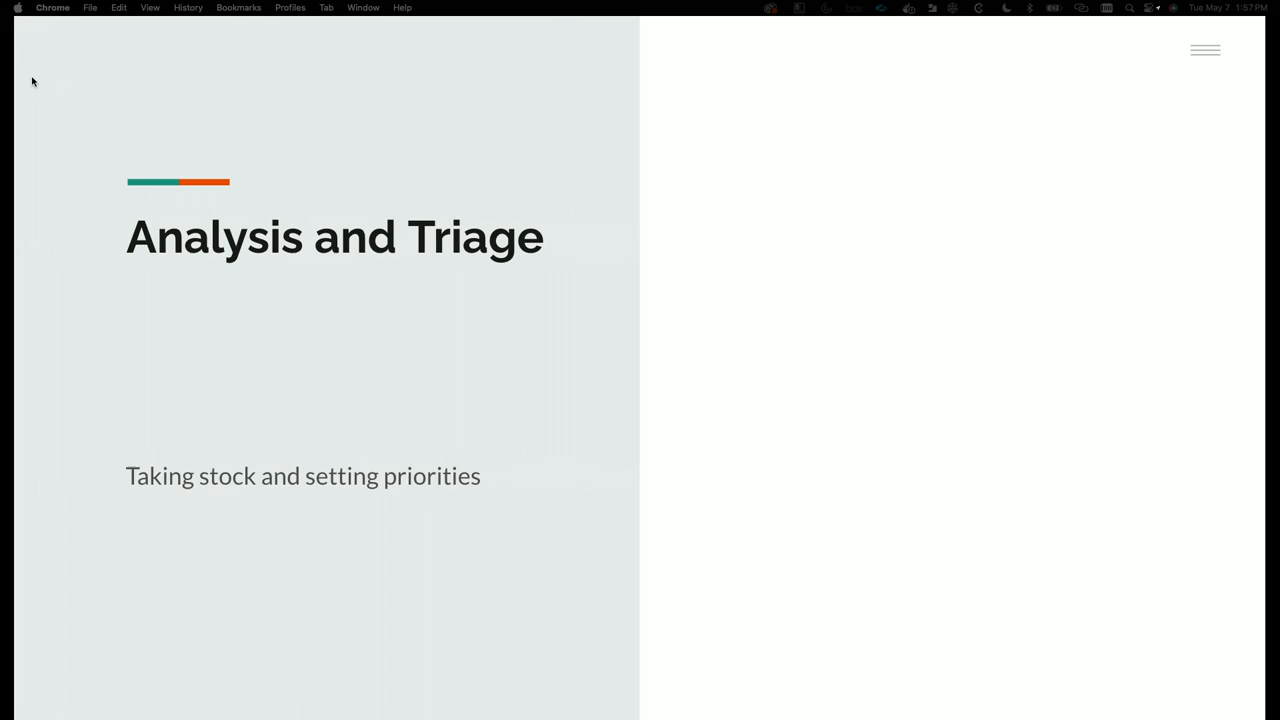 Chrome File Edit View History Bookmarks Profiles Tab Window Help
Tue May 7 1:57 PM
Analysis and Triage
Taking stock and setting priorities